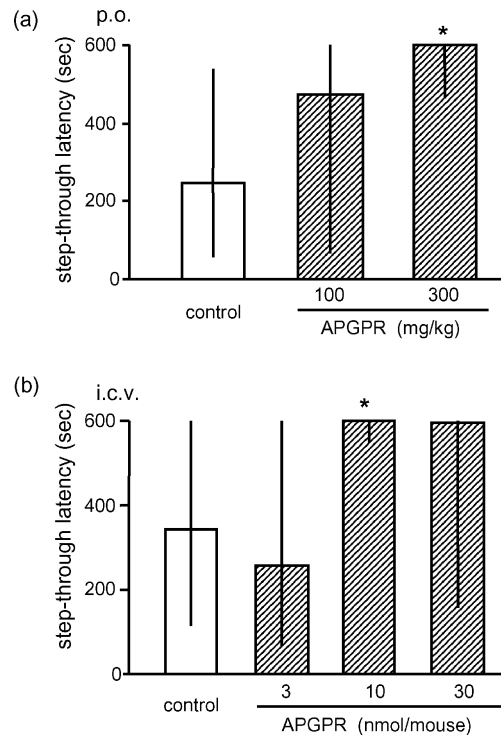 (a)
p.o.
*
600
400
200
0
step-through latency (sec)
control
100 300
APGPR (mg/kg)
(b)
i.c.v.
*
600
400
200
0
step-through latency (sec)
control
3 10 30
APGPR (nmol/mouse)